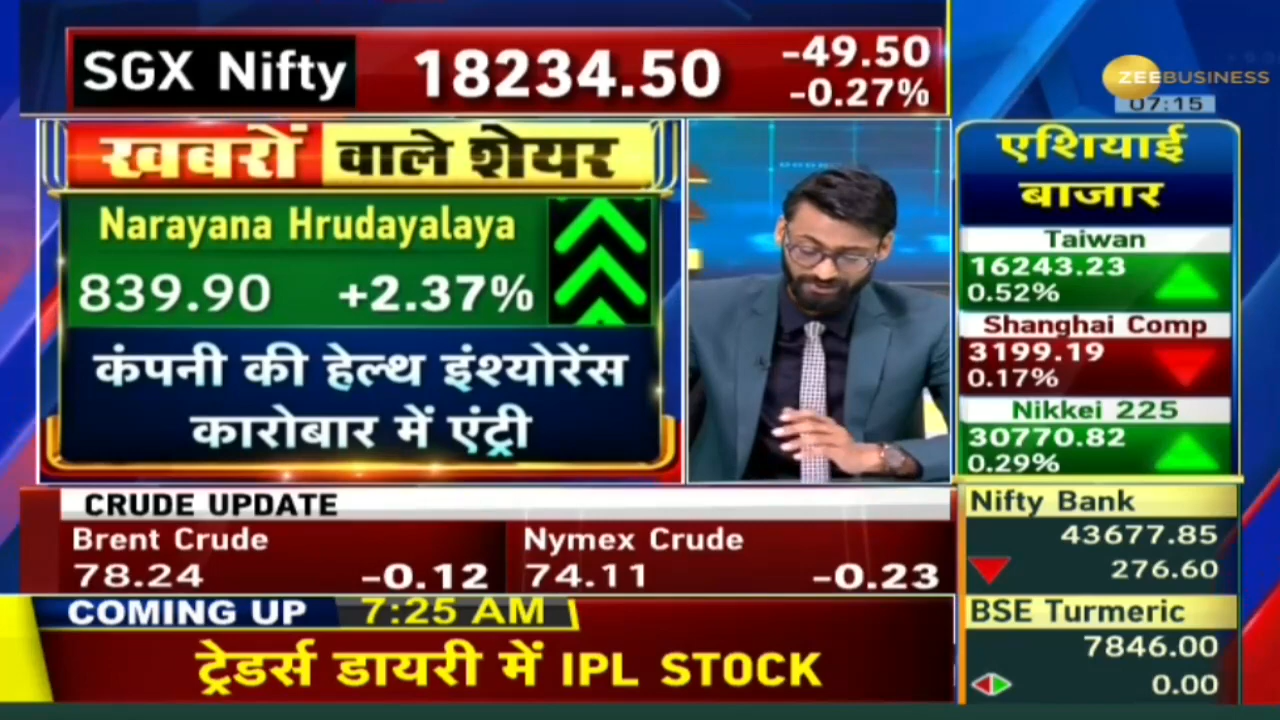 SGX Nifty 18234.50 -49.50
-0.27%
ZEEBUSINESS
07:15
खबरों वाले शेयर
Narayana Hrudayalaya
839.90 +2.37%
कंपनी की हेल्थ इंश्योरेंस
कारोबार में एंट्री
एशियाई
बाजार
Taiwan
16243.23
0.52%
Shanghai Comp
3199.19
0.17%
Nikkei 225
30770.82
0.29%
CRUDE UPDATE
Brent Crude
78.24 -0.12
Nymex Crude
74.11 -0.23
Nifty Bank
43677.85
276.60
BSE Turmeric
7846.00
0.00
COMING UP 7:25 AM
ट्रेडर्स डायरी में IPL STOCK